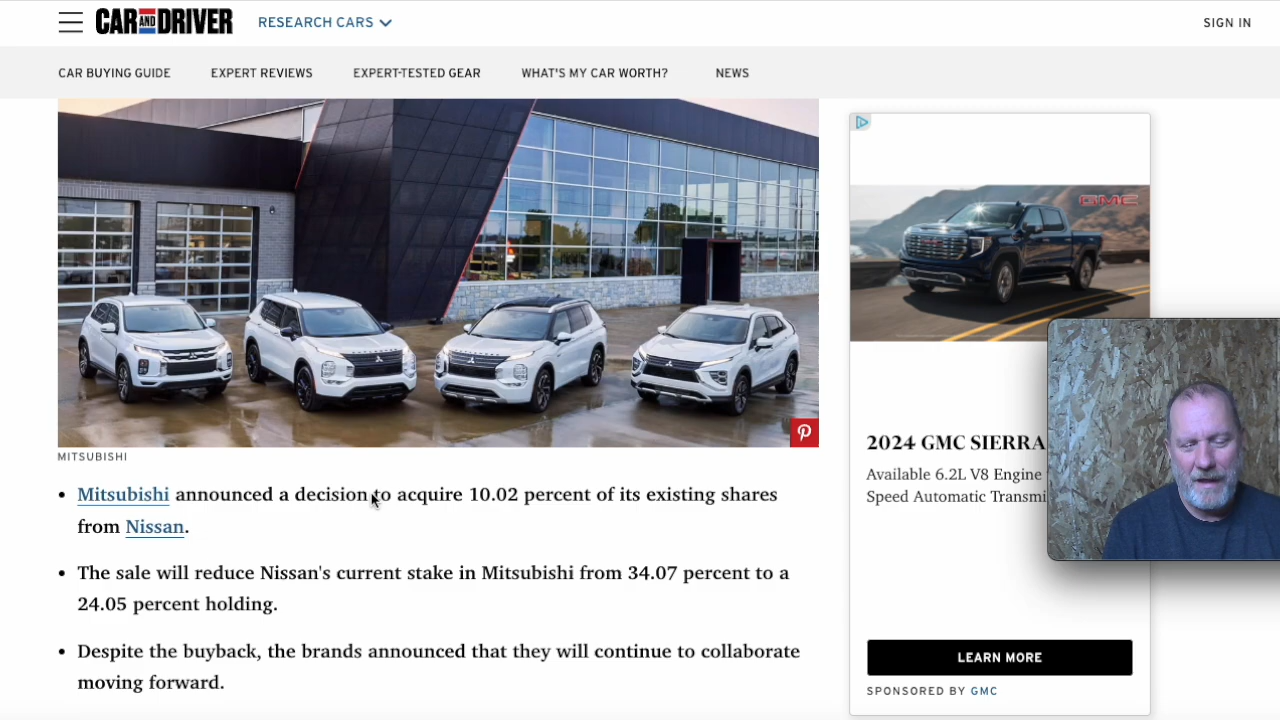 CAR AND DRIVER
RESEARCH CARS
SIGN IN
CAR BUYING GUIDE
EXPERT REVIEWS
EXPERT-TESTED GEAR
WHAT'S MY CAR WORTH?
NEWS
MITSUBISHI
• Mitsubishi announced a decision to acquire 10.02 percent of its existing shares
from Nissan.
• The sale will reduce Nissan's current stake in Mitsubishi from 34.07 percent to a
24.05 percent holding.
• Despite the buyback, the brands announced that they will continue to collaborate
moving forward.
GMC
2024 GMC SIERRA
Available 6.2L V8 Engine
Speed Automatic Transmi
LEARN MORE
SPONSORED BY GMC